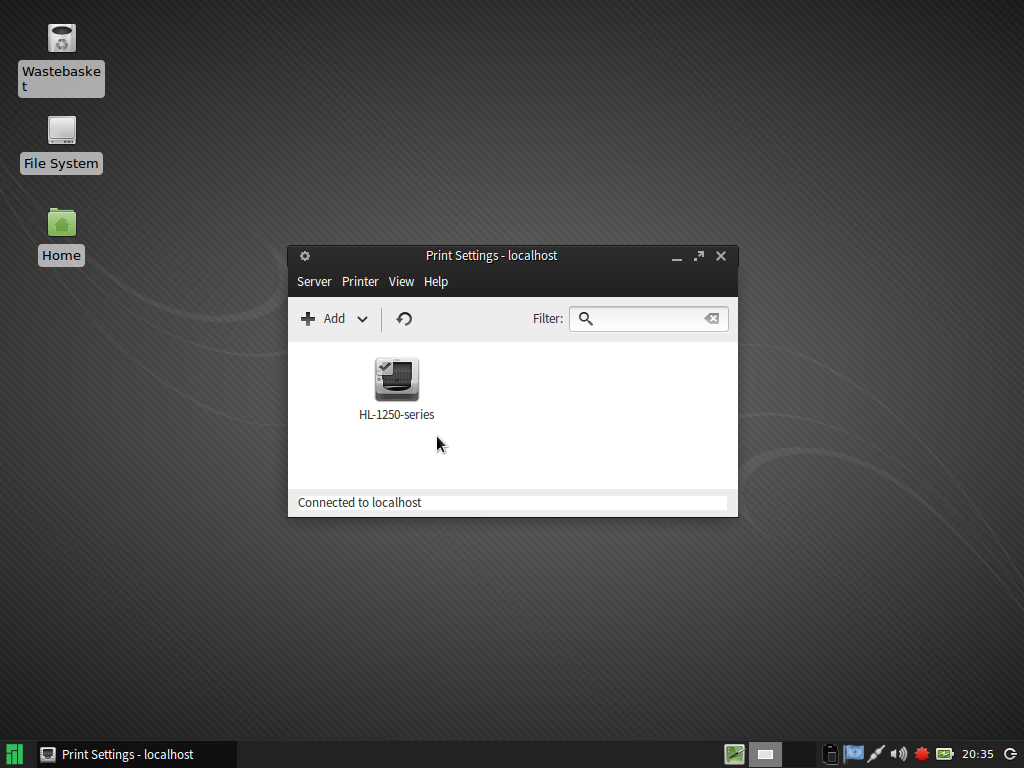 Wastebaske
t
File System
Home
Print Settings - localhost
Server Printer View Help
Add Filter:
HL-1250-series
Connected to localhost
Print Settings - localhost 20:35